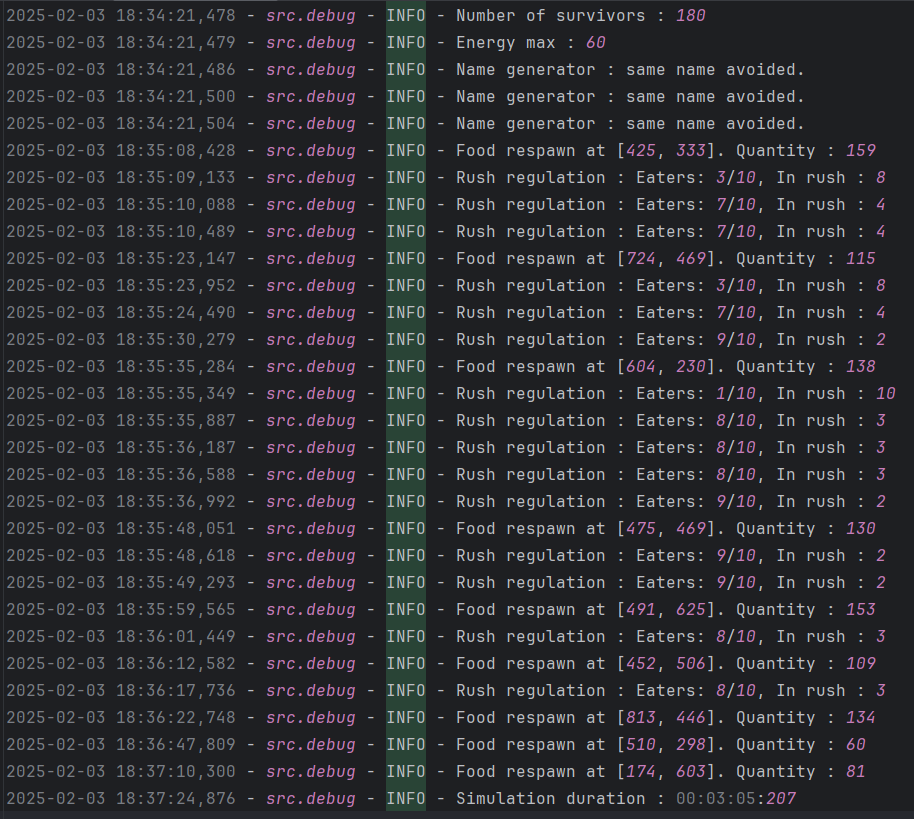 2025-02-03 18:34:21,478 - src.debug - INFO - Number of survivors : 180
2025-02-03 18:34:21,479 - src.debug - INFO - Energy max : 60
2025-02-03 18:34:21,486 - src.debug - INFO - Name generator : same name avoided.
2025-02-03 18:34:21,500 - src.debug - INFO - Name generator : same name avoided.
2025-02-03 18:34:21,504 - src.debug - INFO - Name generator : same name avoided.
2025-02-03 18:35:08,428 - src.debug - INFO - Food respawn at [425, 333]. Quantity : 159
2025-02-03 18:35:09,133 - src.debug - INFO - Rush regulation : Eaters: 3/10, In rush : 8
2025-02-03 18:35:10,088 - src.debug - INFO - Rush regulation : Eaters: 7/10, In rush : 4
2025-02-03 18:35:10,489 - src.debug - INFO - Rush regulation : Eaters: 7/10, In rush : 4
2025-02-03 18:35:23,147 - src.debug - INFO - Food respawn at [724, 469]. Quantity : 115
2025-02-03 18:35:23,952 - src.debug - INFO - Rush regulation : Eaters: 3/10, In rush : 8
2025-02-03 18:35:24,490 - src.debug - INFO - Rush regulation : Eaters: 7/10, In rush : 4
2025-02-03 18:35:30,279 - src.debug - INFO - Rush regulation : Eaters: 9/10, In rush : 2
2025-02-03 18:35:35,284 - src.debug - INFO - Food respawn at [604, 230]. Quantity : 138
2025-02-03 18:35:35,349 - src.debug - INFO - Rush regulation : Eaters: 1/10, In rush : 10
2025-02-03 18:35:35,887 - src.debug - INFO - Rush regulation : Eaters: 8/10, In rush : 3
2025-02-03 18:35:36,187 - src.debug - INFO - Rush regulation : Eaters: 8/10, In rush : 3
2025-02-03 18:35:36,588 - src.debug - INFO - Rush regulation : Eaters: 8/10, In rush : 3
2025-02-03 18:35:36,992 - src.debug - INFO - Rush regulation : Eaters: 9/10, In rush : 2
2025-02-03 18:35:48,051 - src.debug - INFO - Food respawn at [475, 469]. Quantity : 130
2025-02-03 18:35:48,618 - src.debug - INFO - Rush regulation : Eaters: 9/10, In rush : 2
2025-02-03 18:35:49,293 - src.debug - INFO - Rush regulation : Eaters: 9/10, In rush : 2
2025-02-03 18:35:59,565 - src.debug - INFO - Food respawn at [491, 625]. Quantity : 153
2025-02-03 18:36:01,449 - src.debug - INFO - Rush regulation : Eaters: 8/10, In rush : 3
2025-02-03 18:36:12,582 - src.debug - INFO - Food respawn at [452, 506]. Quantity : 109
2025-02-03 18:36:17,736 - src.debug - INFO - Rush regulation : Eaters: 8/10, In rush : 3
2025-02-03 18:36:22,748 - src.debug - INFO - Food respawn at [813, 446]. Quantity : 134
2025-02-03 18:36:47,809 - src.debug - INFO - Food respawn at [510, 298]. Quantity : 60
2025-02-03 18:37:10,300 - src.debug - INFO - Food respawn at [174, 603]. Quantity : 81
2025-02-03 18:37:24,876 - src.debug - INFO - Simulation duration : 00:03:05:207